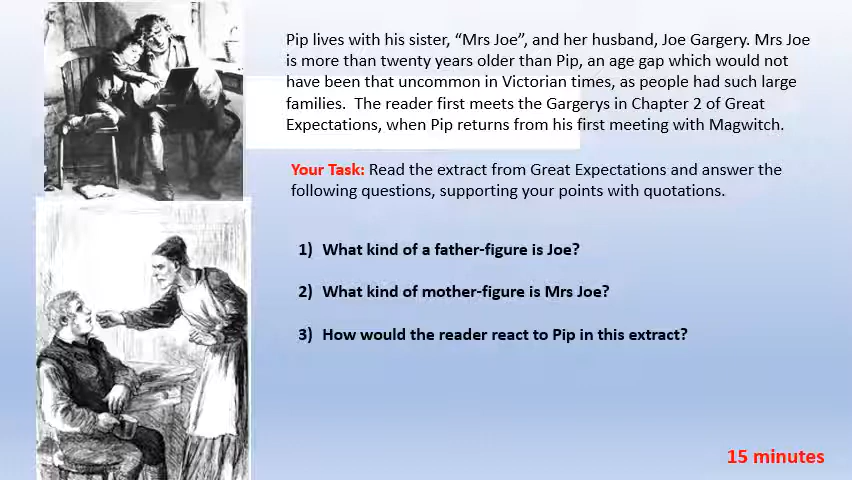 Pip lives with his sister, “Mrs Joe”, and her husband, Joe Gargery. Mrs Joe
is more than twenty years older than Pip, an age gap which would not
have been that uncommon in Victorian times, as people had such large
families.  The reader first meets the Gargerys in Chapter 2 of Great
Expectations, when Pip returns from his first meeting with Magwitch.
Your Task: Read the extract from Great Expectations and answer the
following questions, supporting your points with quotations.
1) What kind of a father-figure is Joe?
2) What kind of mother-figure is Mrs Joe?
3) How would the reader react to Pip in this extract?
15 minutes